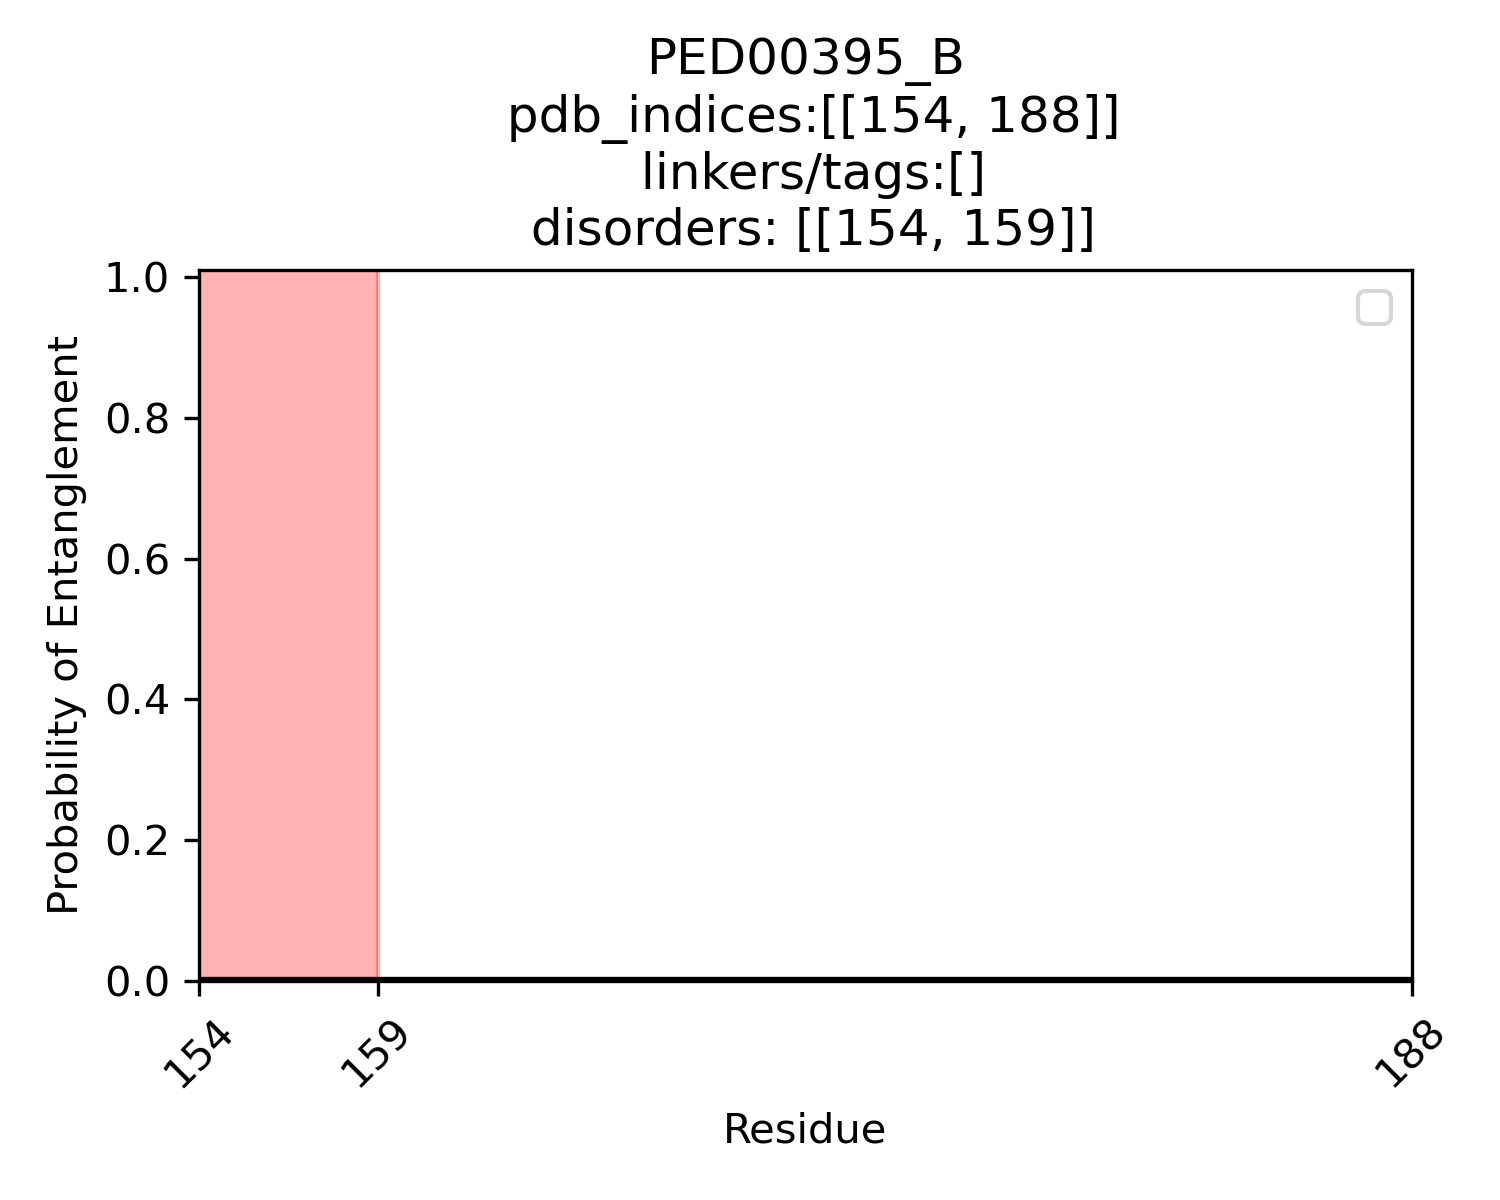 PED00395_B
pdb_indices:[[154, 188]]
linkers/tags:[]
disorders: [[154, 159]]
Probability of Entanglement
1.0
0.8
0.6
0.4
0.2
0.0
154
159
188
Residue